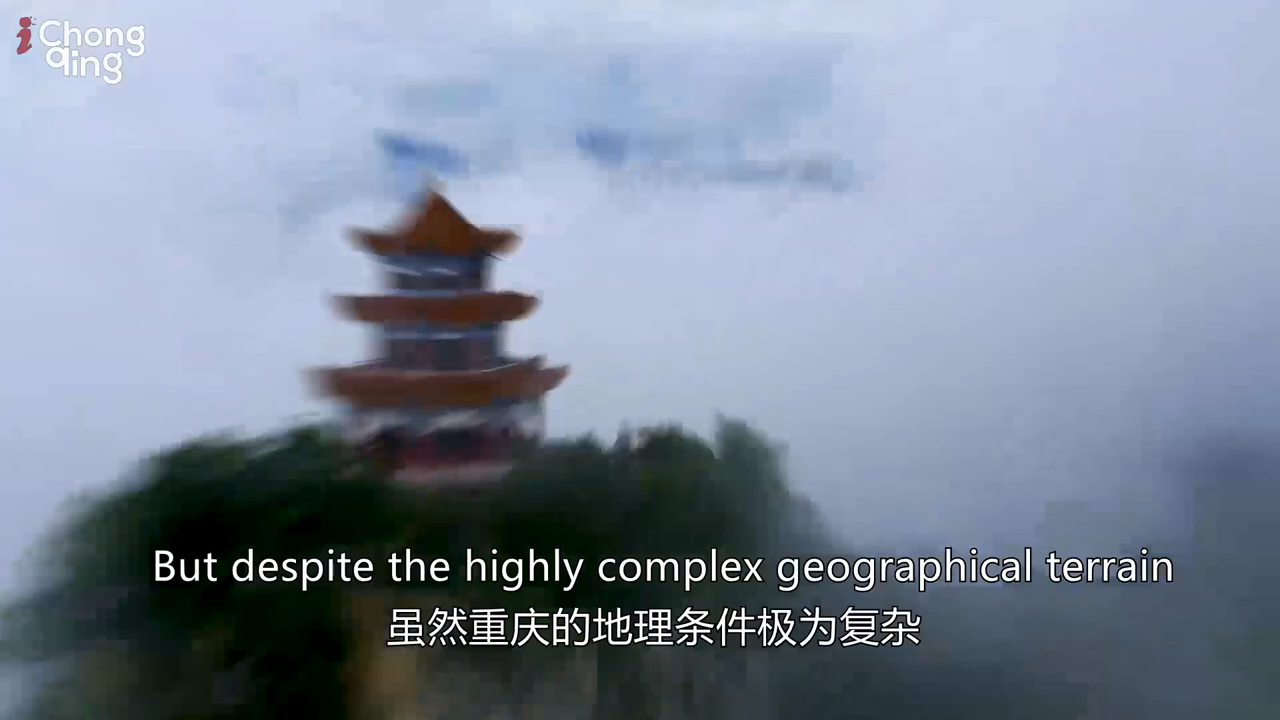 iChong
qing
But despite the highly complex geographical terrain
虽然重庆的地理条件极为复杂